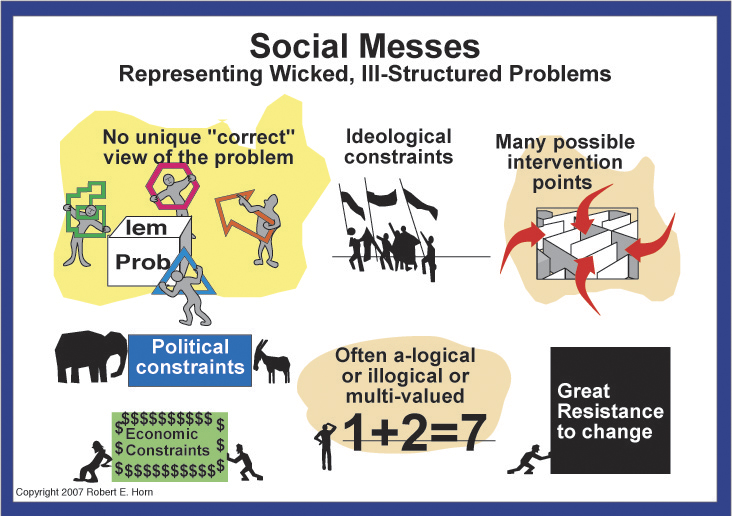 Social Messes
Representing Wicked, Ill-Structured Problems
No unique "correct"
view of the problem
lem
Prob
Ideological
constraints
Many possible
intervention
points
Political
constraints
Often a-logical
or illogical or
multi-valued
1+2=7
Great
Resistance
to change
$$$$$$$$$$
$Economic $
$Constraints $
$ $
$$$$$$$$$$
Copyright 2007 Robert E. Horn